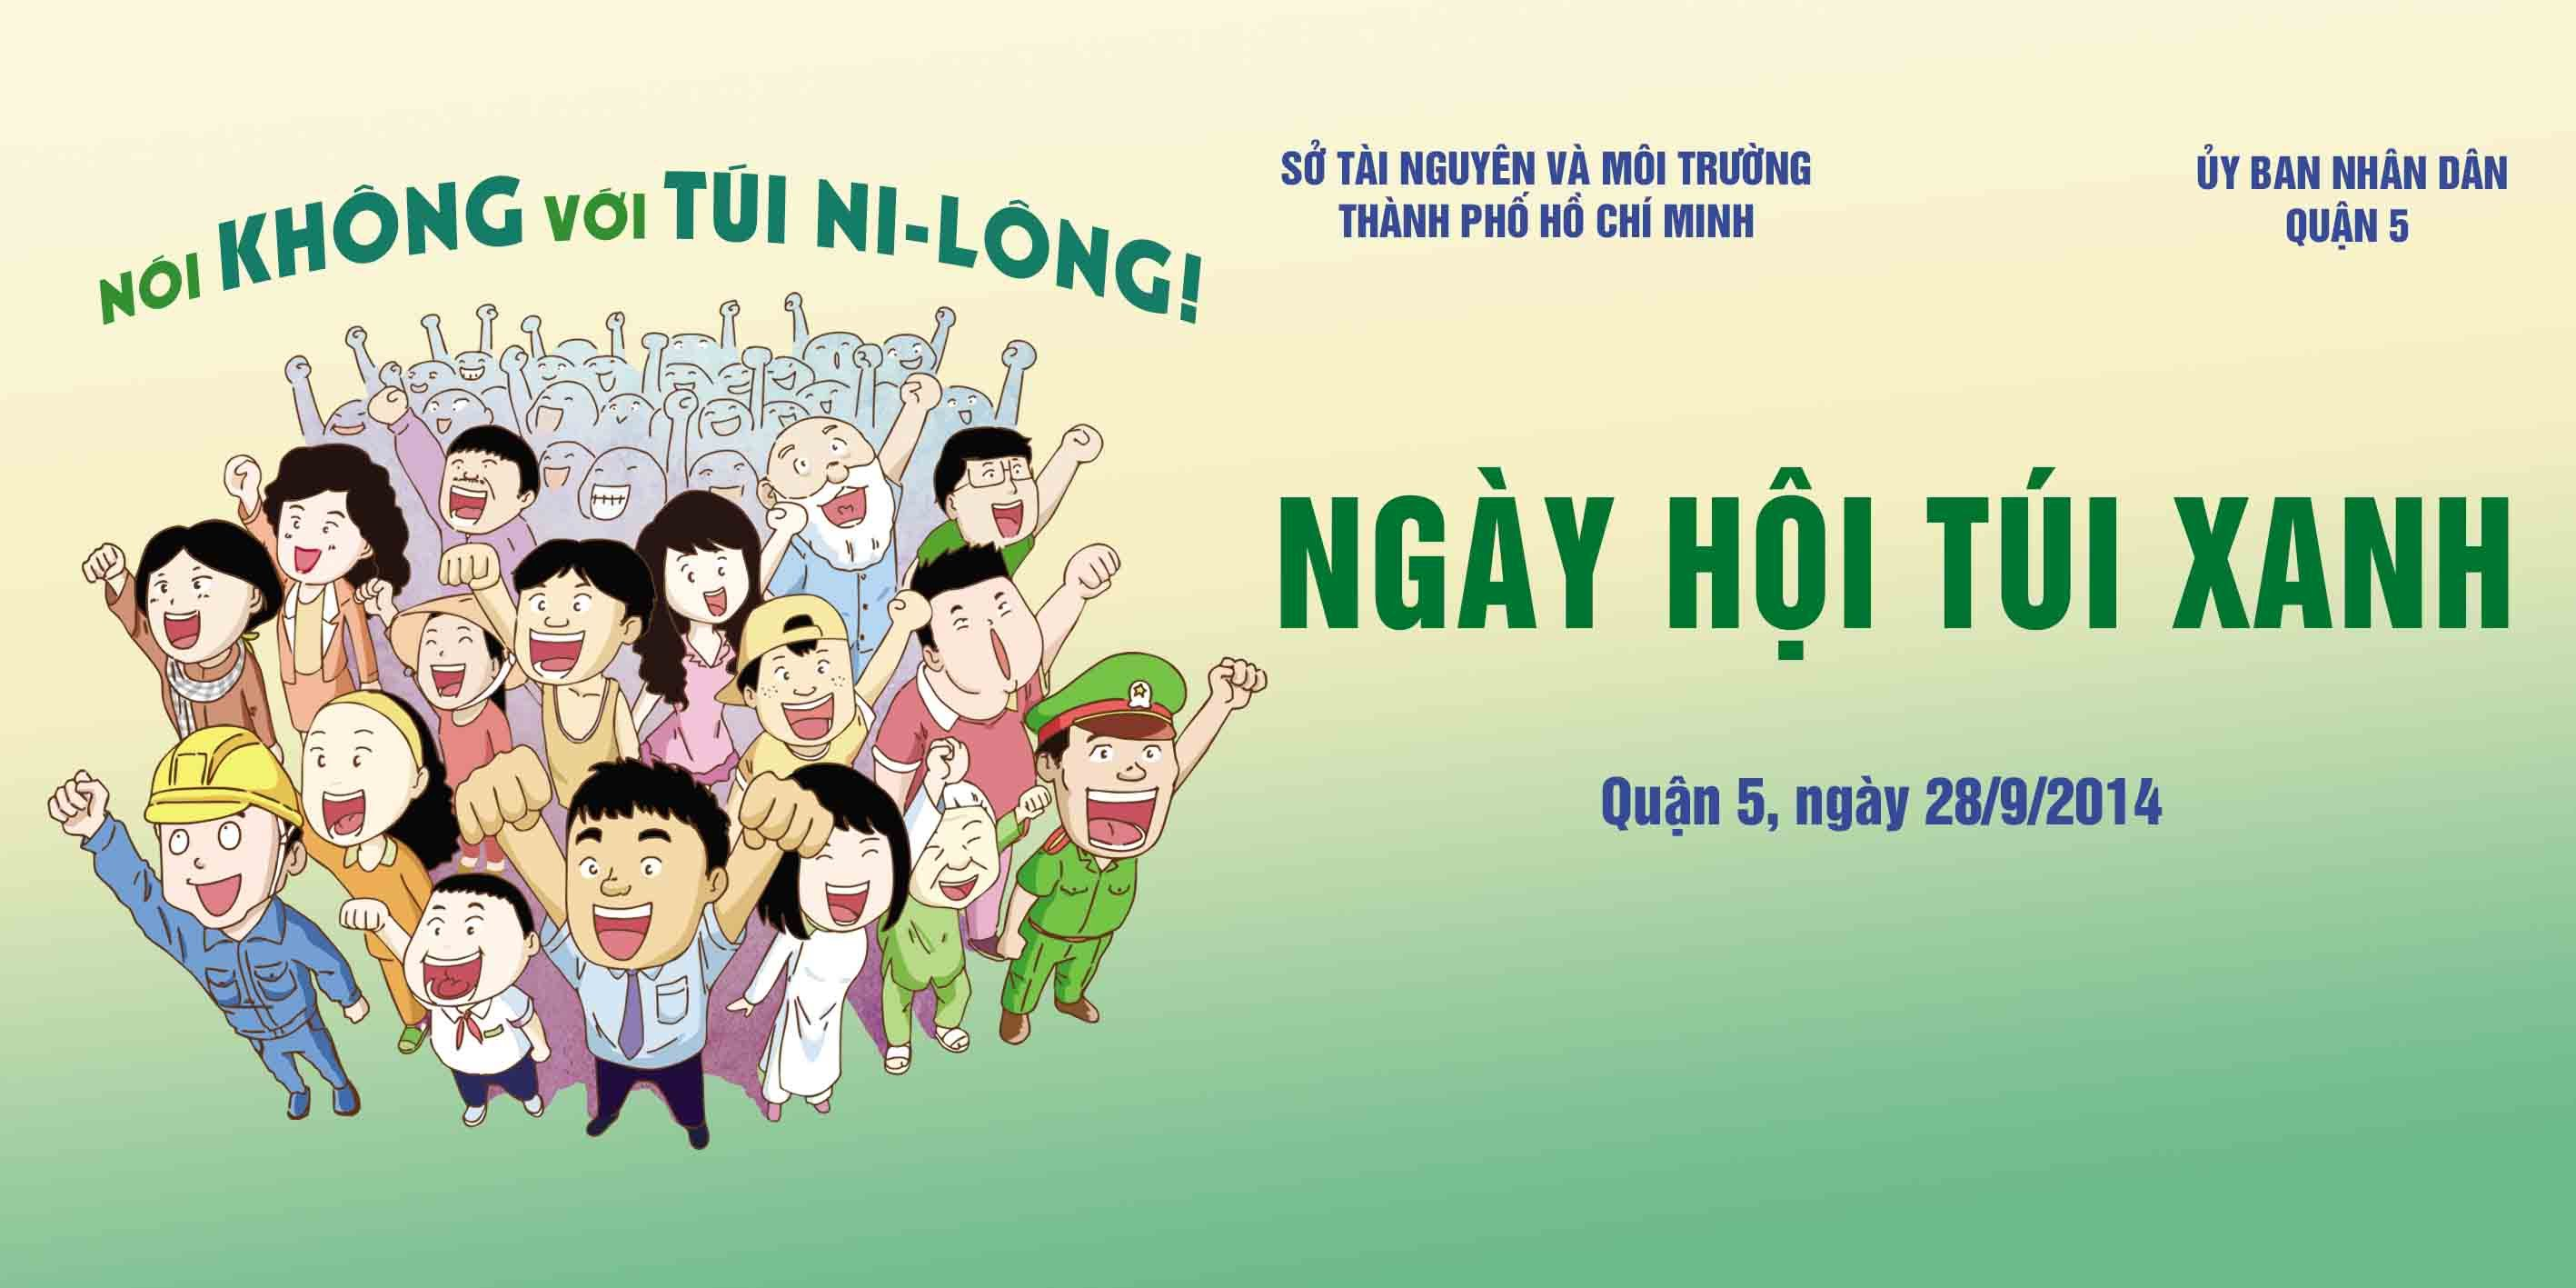 NÓI KHÔNG VỚI TÚI NI-LÔNG!
SỞ TÀI NGUYÊN VÀ MÔI TRƯỜNG
THÀNH PHỐ HỒ CHÍ MINH
ỦY BAN NHÂN DÂN
QUẬN 5
NGÀY HỘI TÚI XANH
Quận 5, ngày 28/9/2014